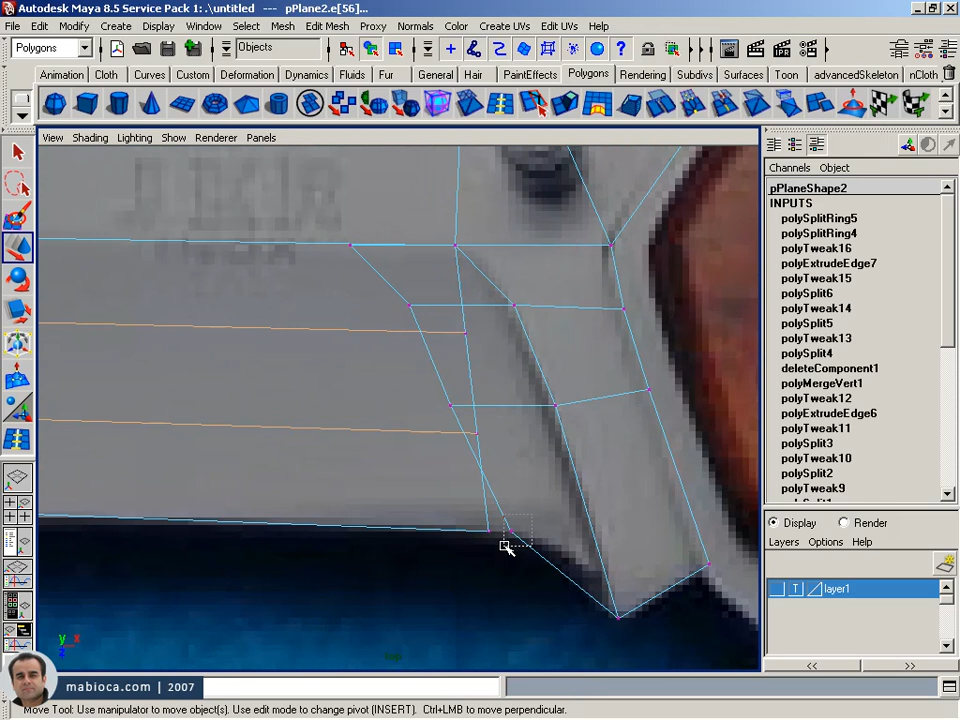 Autodesk Maya 8.5 Service Pack 1: .\untitled --- pPlane2.e[56]...
File Edit Modify Create Display Window Select Mesh Edit Mesh Proxy Normals Color Create UVs Edit UVs Help
Polygons Objects
Animation Cloth Curves Custom Deformation Dynamics Fluids Fur General Hair PaintEffects Polygons Rendering Subdivs Surfaces Toon advancedSkeleton nCloth
View Shading Lighting Show Renderer Panels
Channels Object
pPlaneShape2
INPUTS
polySplitRing5
polySplitRing4
polyTweak16
polyExtrudeEdge7
polyTweak15
polySplit6
polyTweak14
polySplit5
polyTweak13
polySplit4
deleteComponent1
polyMergeVert1
polyTweak12
polyExtrudeEdge6
polyTweak11
polySplit3
polyTweak10
polySplit2
polyTweak9
Display Render
Layers Options Help
T layer1
<< >>
y x
z
mabioca.com | 2007
Move Tool: Use manipulator to move object(s). Use edit mode to change pivot (INSERT). Ctrl+LMB to move perpendicular.